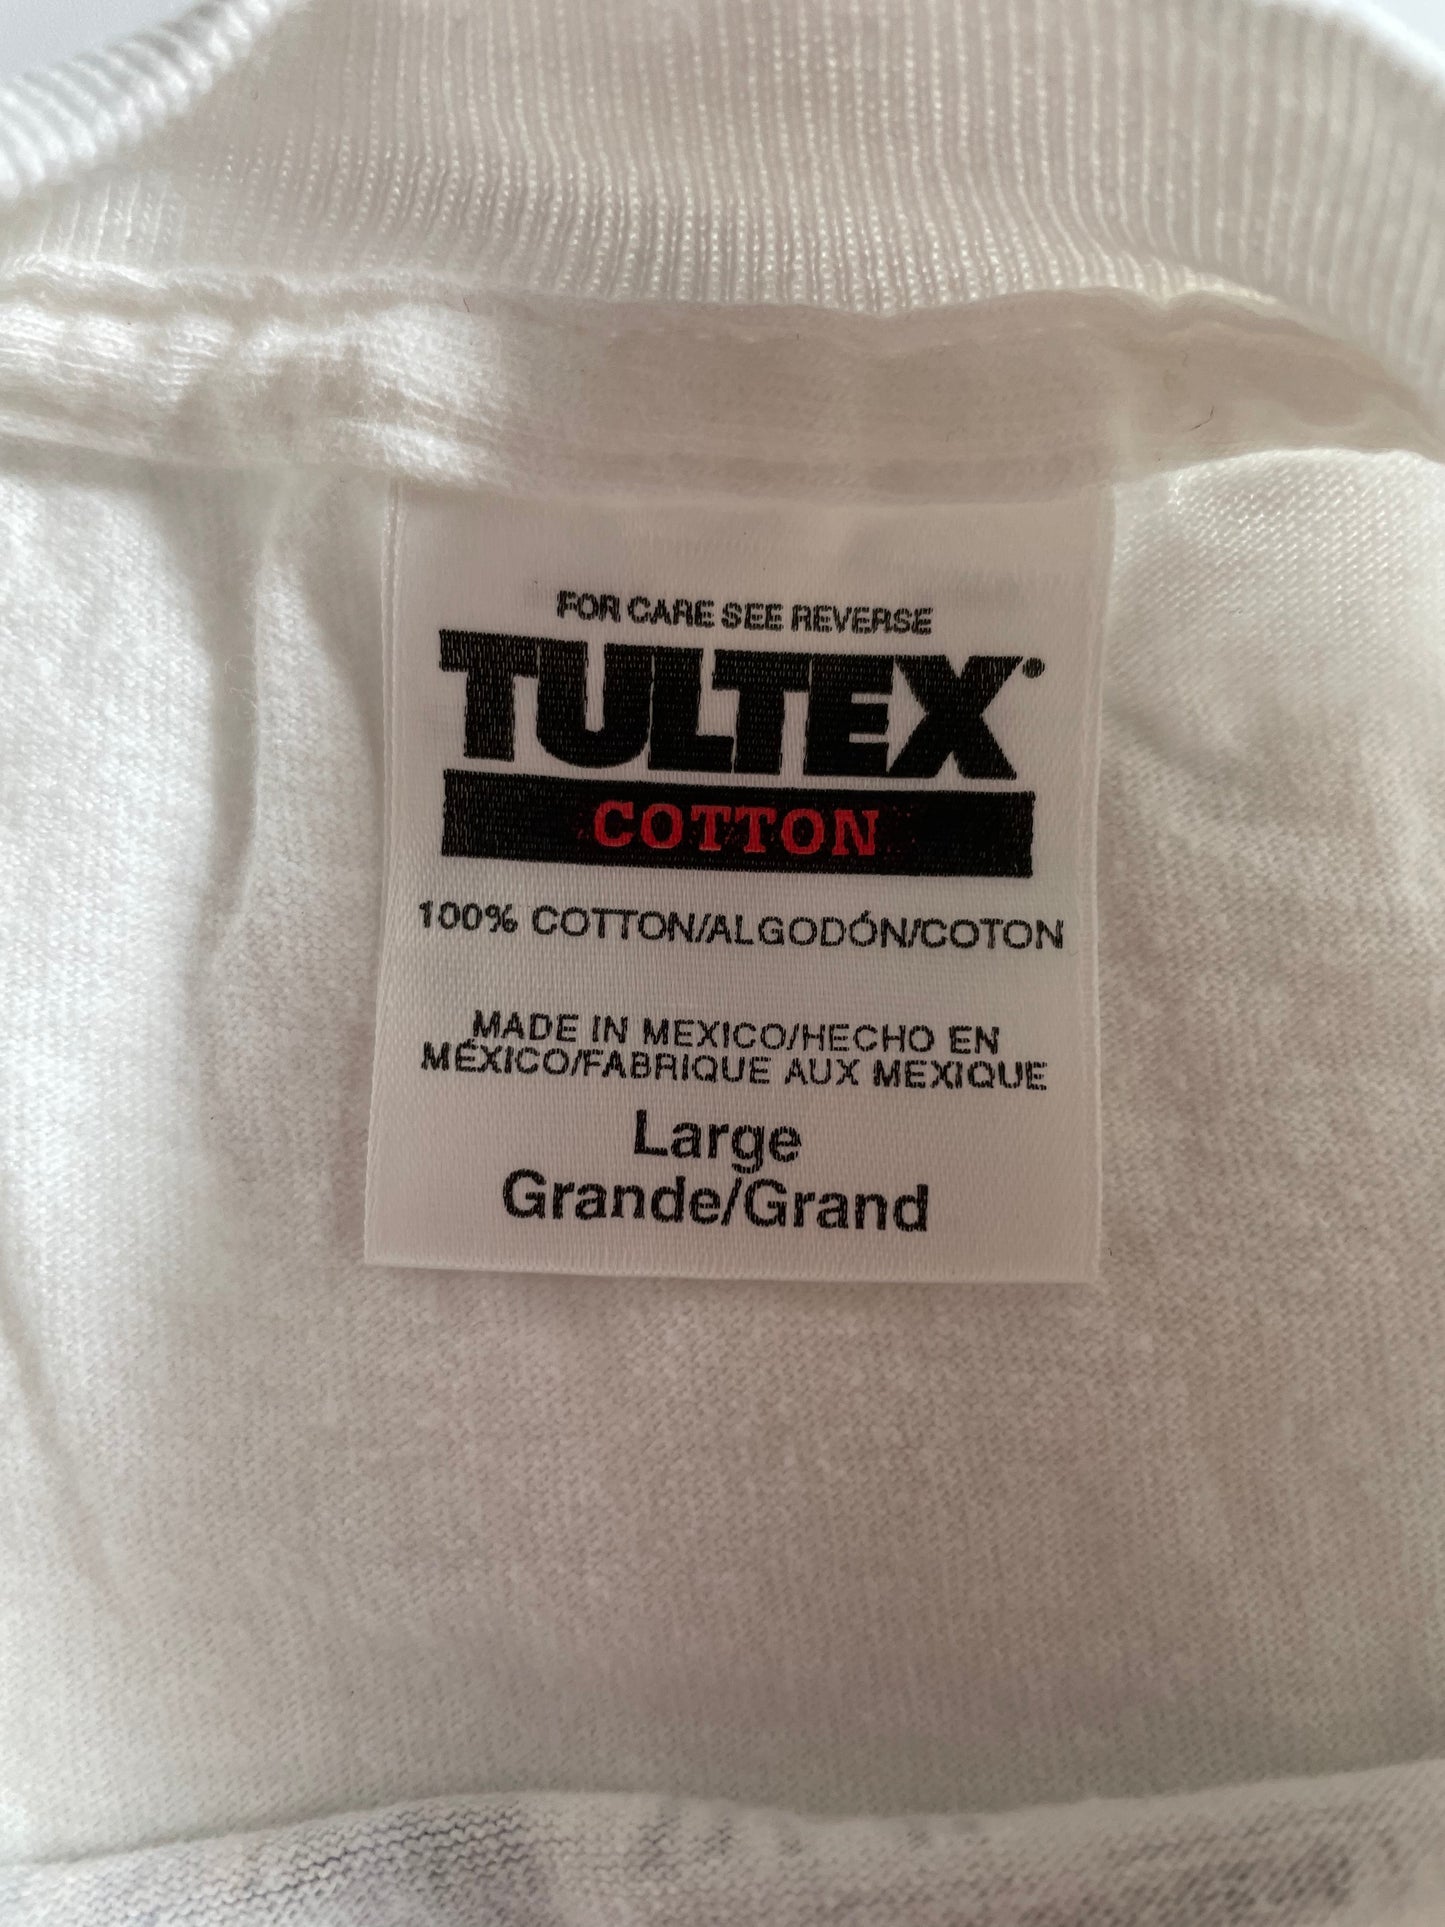 FOR CARE SEE REVERSE
TULTEX®
COTTON
100% COTTON/ALGODÓN/COTON
MADE IN MEXICO/HECHO EN
MÉXICO/FABRIQUE AUX MEXIQUE
Large
Grande/Grand